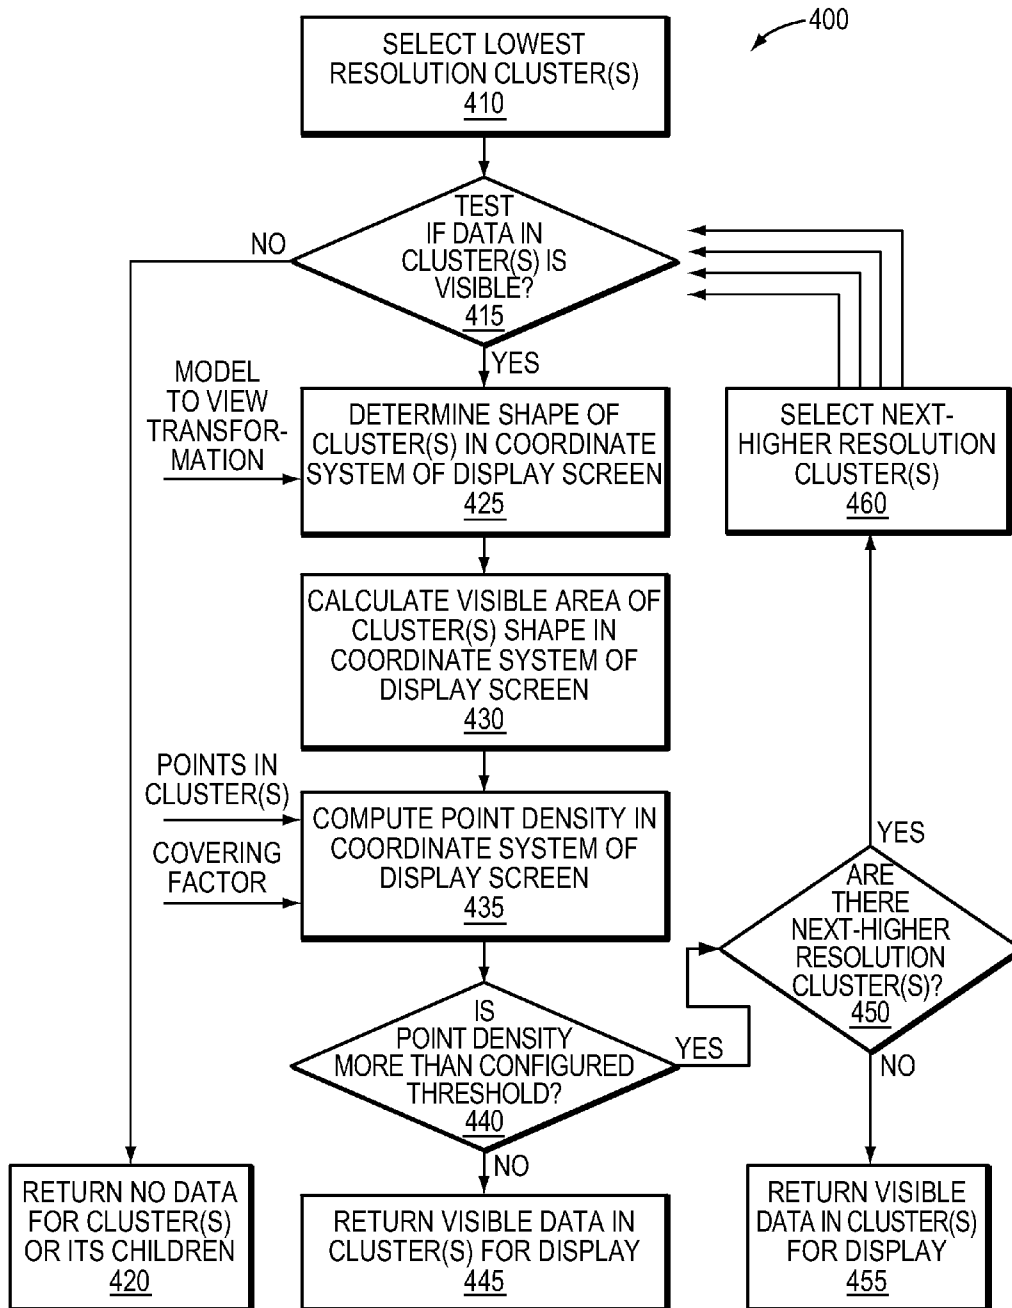 400
SELECT LOWEST
RESOLUTION CLUSTER(S)
410
TEST
IF DATA IN
CLUSTER(S) IS
VISIBLE?
415
NO
YES
MODEL
TO VIEW
TRANSFOR-
MATION
DETERMINE SHAPE OF
CLUSTER(S) IN COORDINATE
SYSTEM OF DISPLAY SCREEN
425
SELECT NEXT-
HIGHER RESOLUTION
CLUSTER(S)
460
CALCULATE VISIBLE AREA OF
CLUSTER(S) SHAPE IN
COORDINATE SYSTEM OF
DISPLAY SCREEN
430
POINTS IN
CLUSTER(S)
COVERING
FACTOR
COMPUTE POINT DENSITY IN
COORDINATE SYSTEM OF
DISPLAY SCREEN
435
YES
ARE
THERE
NEXT-HIGHER
RESOLUTION
CLUSTER(S)?
450
NO
IS
POINT DENSITY
MORE THAN CONFIGURED
THRESHOLD?
440
YES
NO
RETURN NO DATA
FOR CLUSTER(S)
OR ITS CHILDREN
420
RETURN VISIBLE DATA IN
CLUSTER(S) FOR DISPLAY
445
RETURN VISIBLE
DATA IN CLUSTER(S)
FOR DISPLAY
455